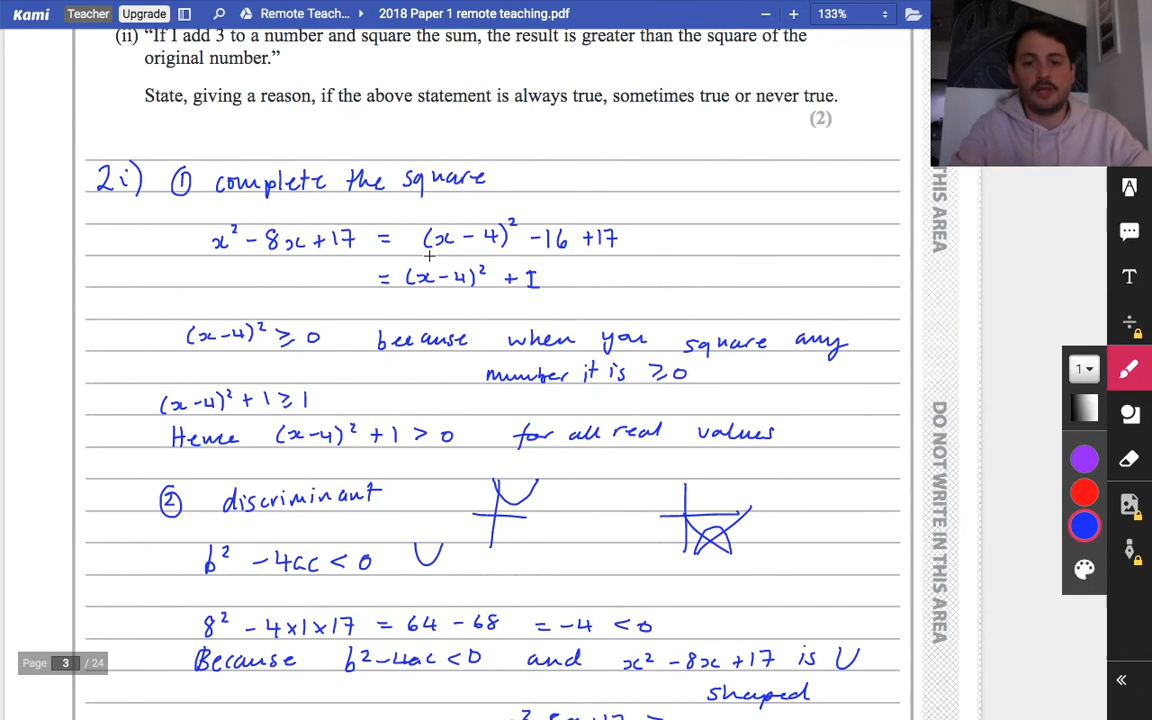 Kami Teacher Upgrade Remote Teach... > 2018 Paper 1 remote teaching.pdf 133%
(ii) “If I add 3 to a number and square the sum, the result is greater than the square of the
original number.”
State, giving a reason, if the above statement is always true, sometimes true or never true.
(2)
2i) ① complete the square
x² - 8x + 17 = (x - 4)² - 16 + 17
= (x - 4)² + 1
(x - 4)² ≥ 0 because when you square any
number it is ≥ 0
(x - 4)² + 1 ≥ 1
Hence (x - 4)² + 1 > 0 for all real values
② discriminant
b² - 4ac < 0
8² - 4×1×17 = 64 - 68 = -4 < 0
Because b² - 4ac < 0 and x² - 8x + 17 is U
shaped
THIS AREA
DO NOT WRITE IN THIS AREA
1
T
Page 3 / 24